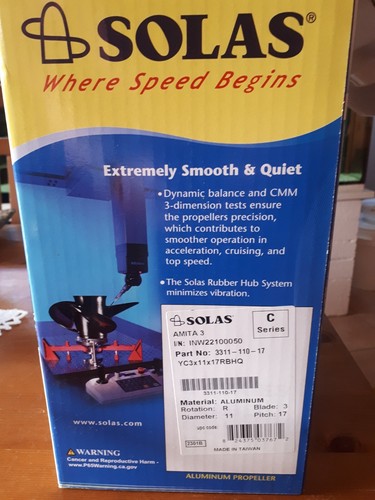 SOLAS®
Where Speed Begins
Extremely Smooth & Quiet
•Dynamic balance and CMM
3-dimension tests ensure
the propellers precision,
which contributes to
smoother operation in
acceleration, cruising, and
top speed.
•The Solas Rubber Hub System
minimizes vibration.
SOLAS® C
Series
AMITA 3
S/N: INW22100050
Part No: 3311-110-17
YC3x11x17RBHQ
3311-110-17
Material: ALUMINUM
Rotation: R Blade: 3
Diameter: 11 Pitch: 17
UPC CODE:
MADE IN TAIWAN
www.solas.com
WARNING
Cancer and Reproductive Harm -
www.P65Warning.ca.gov
ALUMINUM PROPELLER